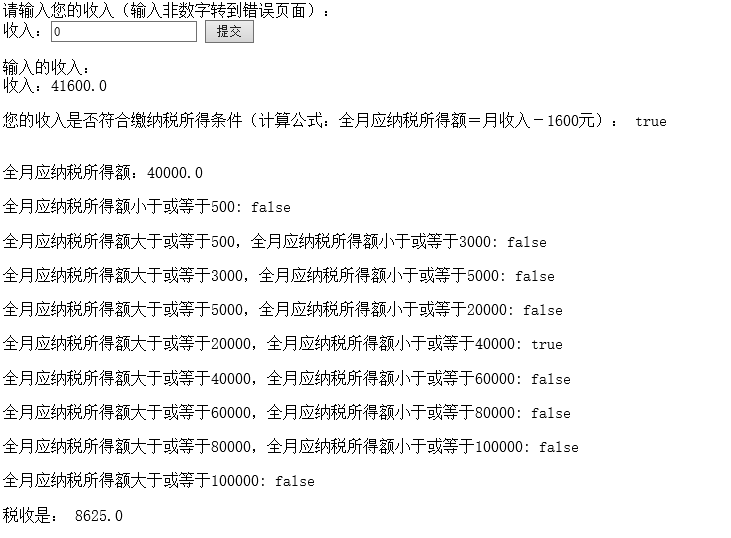 请输入您的收入（输入非数字转到错误页面）：
收入：0 提交
输入的收入：
收入：41600.0
您的收入是否符合缴纳税所得条件（计算公式：全月应纳税所得额＝月收入－1600元）： true
全月应纳税所得额：40000.0
全月应纳税所得额小于或等于500：false
全月应纳税所得额大于或等于500，全月应纳税所得额小于或等于3000：false
全月应纳税所得额大于或等于3000，全月应纳税所得额小于或等于5000：false
全月应纳税所得额大于或等于5000，全月应纳税所得额小于或等于20000：false
全月应纳税所得额大于或等于20000，全月应纳税所得额小于或等于40000：true
全月应纳税所得额大于或等于40000，全月应纳税所得额小于或等于60000：false
全月应纳税所得额大于或等于60000，全月应纳税所得额小于或等于80000：false
全月应纳税所得额大于或等于80000，全月应纳税所得额小于或等于100000：false
全月应纳税所得额大于或等于100000：false
税收是： 8625.0